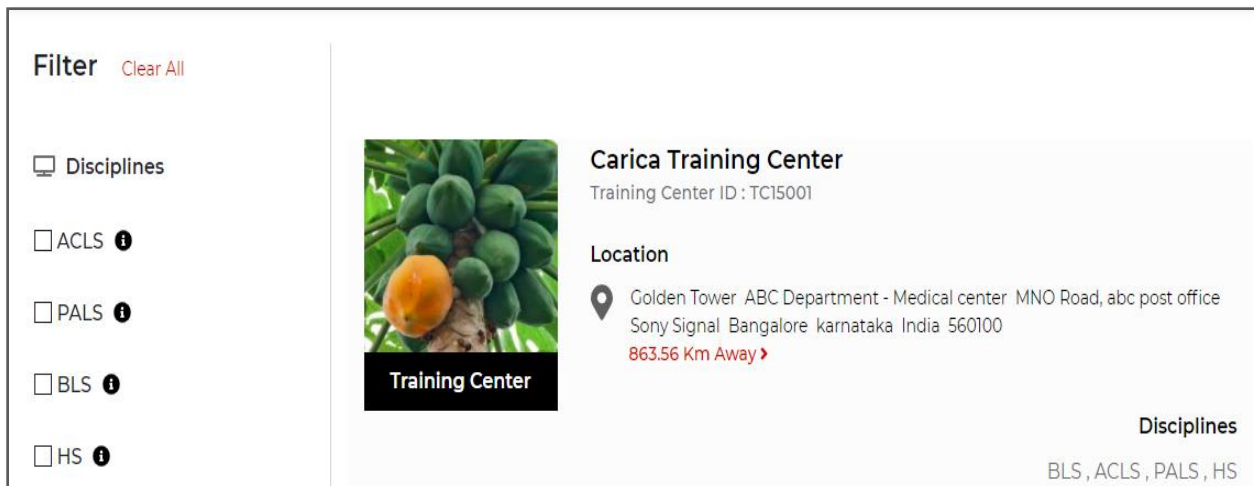 Filter Clear All
Disciplines
ACLS
PALS
BLS
HS
Training Center
Carica Training Center
Training Center ID : TC15001
Location
Golden Tower ABC Department - Medical center MNO Road, abc post office
Sony Signal Bangalore karnataka India 560100
863.56 Km Away >
Disciplines
BLS , ACLS , PALS , HS